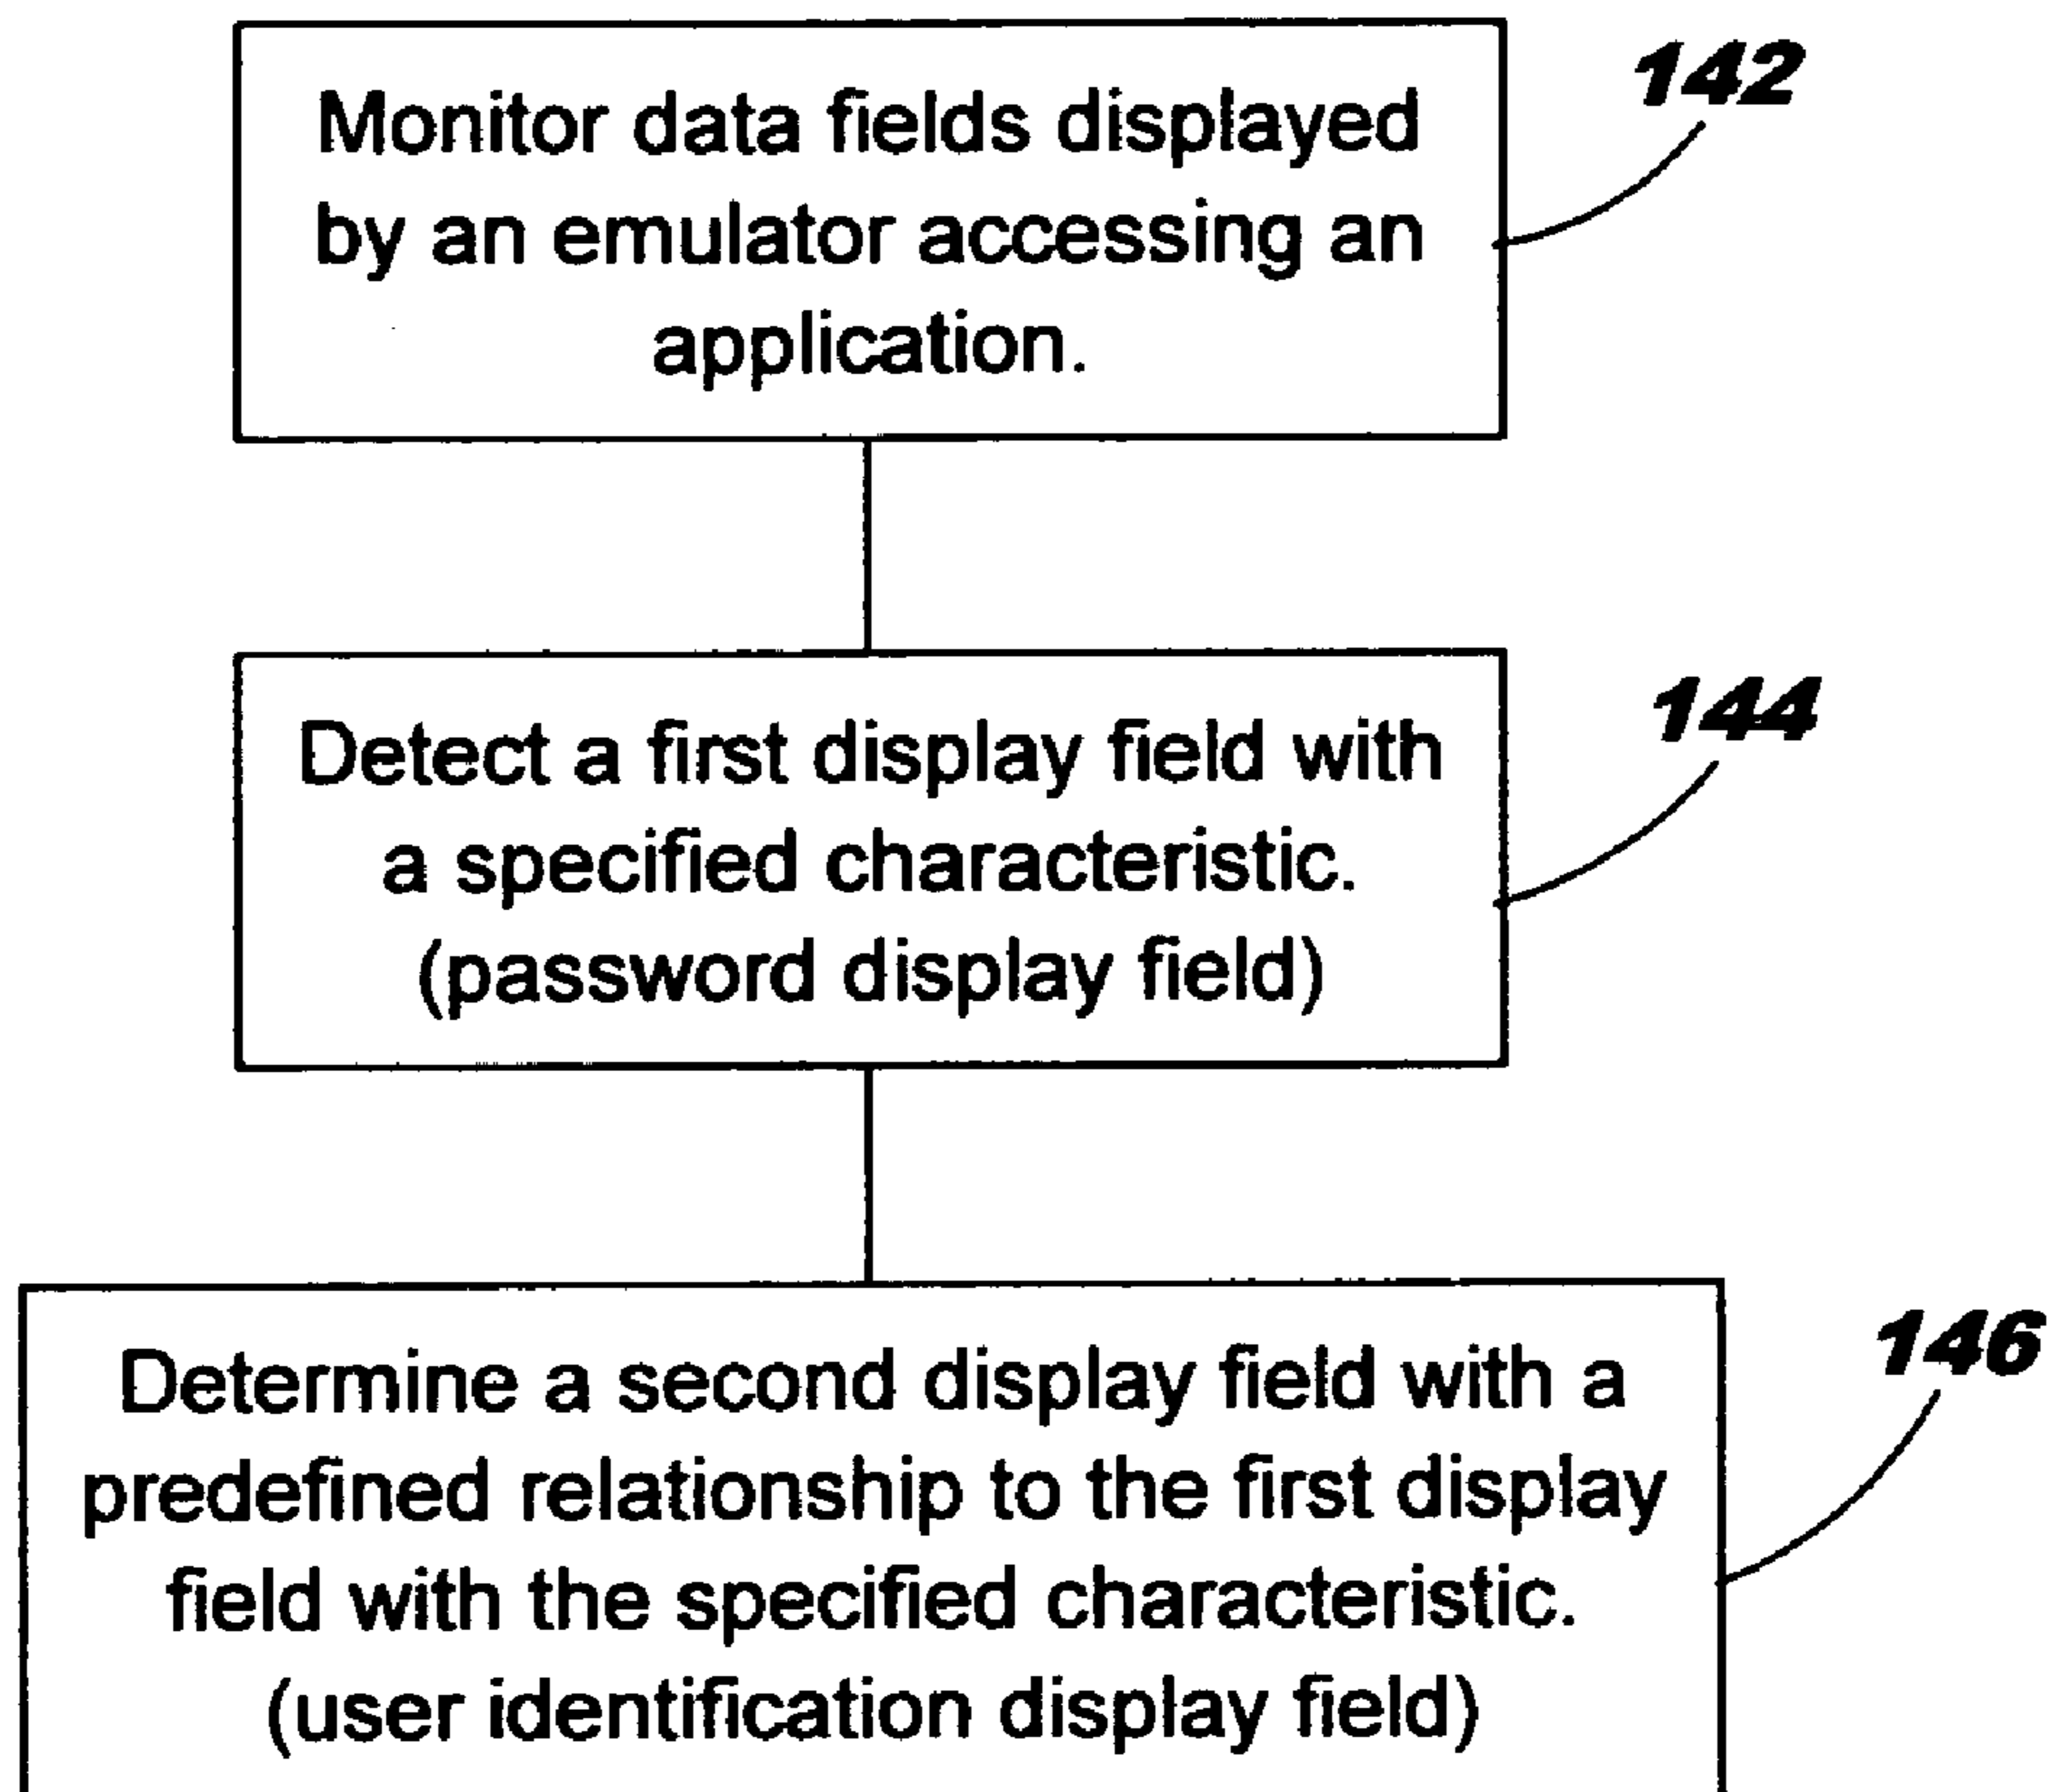 Monitor data fields displayed
by an emulator accessing an
application.
142
Detect a first display field with
a specified characteristic.
(password display field)
144
Determine a second display field with a
predefined relationship to the first display
field with the specified characteristic.
(user identification display field)
146